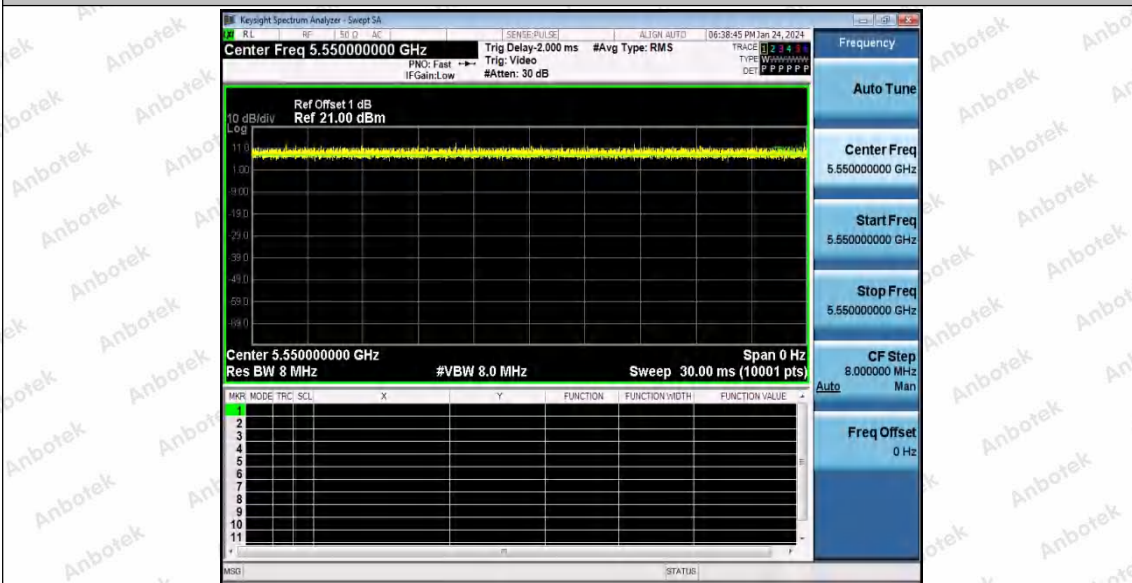 Keysight Spectrum Analyzer - Swept SA
RL RF 50 Ω AC SENSE:PULSE ALIGN AUTO 06:38:45 PM Jan 24, 2024
Center Freq 5.550000000 GHz Trig Delay-2.000 ms #Avg Type: RMS TRACE 1 2 3 4 5 6
PNO: Fast Trig: Video TYPE W
IFGain:Low #Atten: 30 dB DET P P P P P P
Frequency
Auto Tune
Center Freq
5.550000000 GHz
Start Freq
5.550000000 GHz
Stop Freq
5.550000000 GHz
CF Step
8.000000 MHz
Auto Man
Freq Offset
0 Hz
Ref Offset 1 dB
10 dB/div Ref 21.00 dBm
Log
11.0
1.00
-9.00
-19.0
-29.0
-39.0
-49.0
-59.0
-69.0
Center 5.550000000 GHz Span 0 Hz
Res BW 8 MHz #VBW 8.0 MHz Sweep 30.00 ms (10001 pts)
MKR MODE TRC SCL X Y FUNCTION FUNCTION WIDTH FUNCTION VALUE
1
2
3
4
5
6
7
8
9
10
11
MSG STATUS
Anbotek